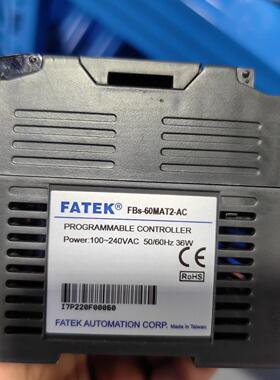 FATEK® FBs-60MAT2-AC
PROGRAMMABLE CONTROLLER
Power:100~240VAC 50/60Hz 36W
CE
RoHS
I7P220F00060
FATEK AUTOMATION CORP. Made in Taiwan